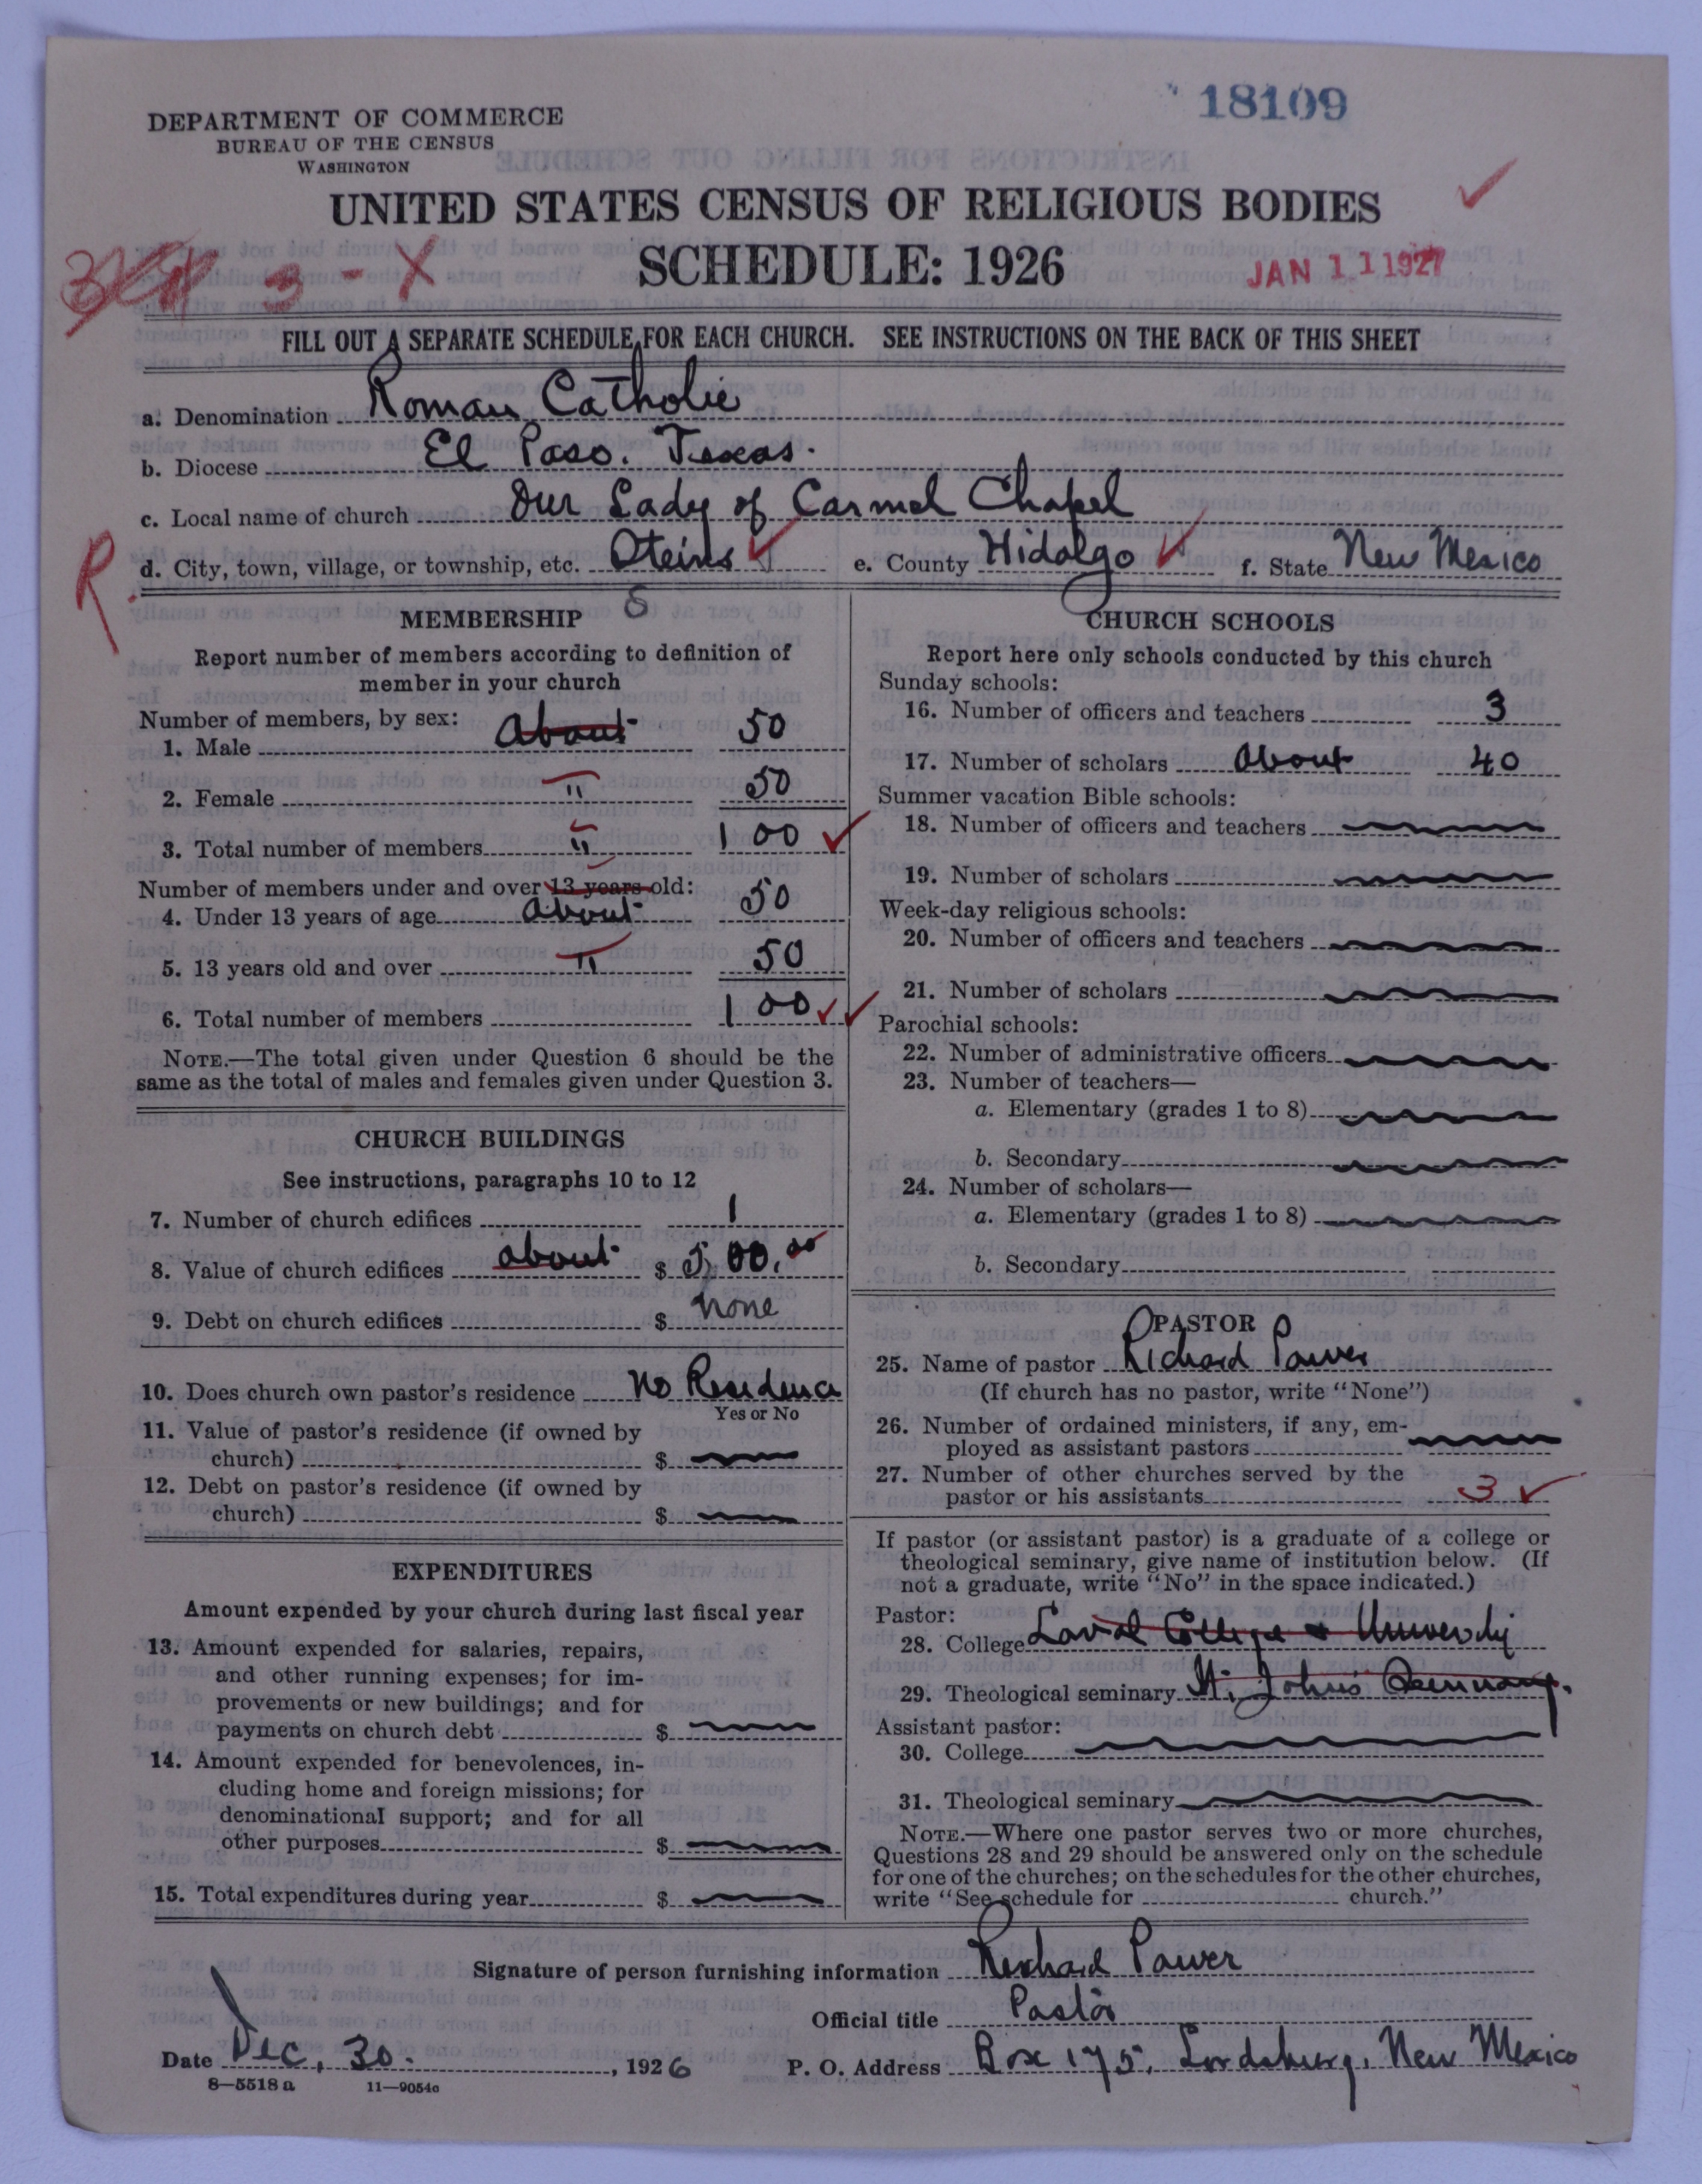 18109
DEPARTMENT OF COMMERCE
BUREAU OF THE CENSUS
WASHINGTON
UNITED STATES CENSUS OF RELIGIOUS BODIES
SCHEDULE: 1926
3-X
JAN 11 1927
FILL OUT A SEPARATE SCHEDULE FOR EACH CHURCH. SEE INSTRUCTIONS ON THE BACK OF THIS SHEET
a. Denomination Roman Catholic
b. Diocese El Paso. Texas.
c. Local name of church Our Lady of Carmel Chapel
R.
d. City, town, village, or township, etc. Steins e. County Hidalgo f. State New Mexico
S
MEMBERSHIP
Report number of members according to definition of
member in your church
Number of members, by sex:
1. Male About 50
2. Female " 50
3. Total number of members " 100
Number of members under and over 13 years old:
4. Under 13 years of age About 50
5. 13 years old and over " 50
6. Total number of members 100
NOTE.—The total given under Question 6 should be the
same as the total of males and females given under Question 3.
CHURCH BUILDINGS
See instructions, paragraphs 10 to 12
7. Number of church edifices 1
8. Value of church edifices about $ 500.00
9. Debt on church edifices $ none
10. Does church own pastor's residence No Residence
Yes or No
11. Value of pastor's residence (if owned by
church) $
12. Debt on pastor's residence (if owned by
church) $
EXPENDITURES
Amount expended by your church during last fiscal year
13. Amount expended for salaries, repairs,
and other running expenses; for im-
provements or new buildings; and for
payments on church debt $
14. Amount expended for benevolences, in-
cluding home and foreign missions; for
denominational support; and for all
other purposes $
15. Total expenditures during year $
CHURCH SCHOOLS
Report here only schools conducted by this church
Sunday schools:
16. Number of officers and teachers 3
17. Number of scholars About 40
Summer vacation Bible schools:
18. Number of officers and teachers
19. Number of scholars
Week-day religious schools:
20. Number of officers and teachers
21. Number of scholars
Parochial schools:
22. Number of administrative officers
23. Number of teachers—
a. Elementary (grades 1 to 8)
b. Secondary
24. Number of scholars—
a. Elementary (grades 1 to 8)
b. Secondary
PASTOR
25. Name of pastor Richard Power
(If church has no pastor, write "None")
26. Number of ordained ministers, if any, em-
ployed as assistant pastors
27. Number of other churches served by the
pastor or his assistants 3
If pastor (or assistant pastor) is a graduate of a college or
theological seminary, give name of institution below. (If
not a graduate, write "No" in the space indicated.)
Pastor:
28. College Laval College & University
29. Theological seminary St. John's Seminary.
Assistant pastor:
30. College
31. Theological seminary
NOTE.—Where one pastor serves two or more churches,
Questions 28 and 29 should be answered only on the schedule
for one of the churches; on the schedules for the other churches,
write "See schedule for church."
Signature of person furnishing information Richard Power
Official title Pastor
Date Dec. 30. , 1926 P. O. Address Box 175. Lordsburg. New Mexico
8—5518 a 11—9054c